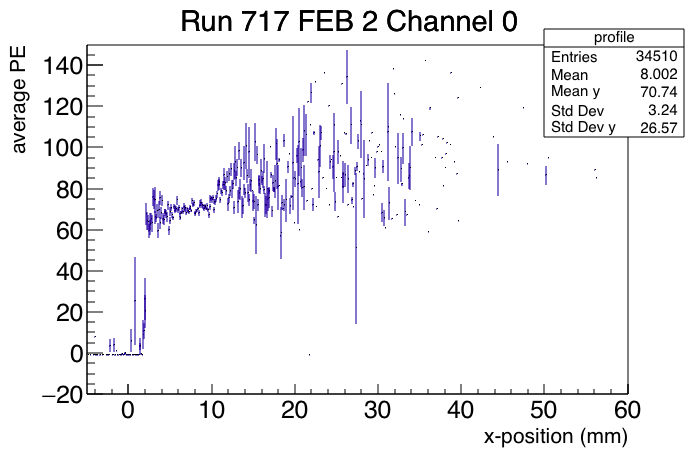 Run 717 FEB 2 Channel 0
profile
Entries 34510
Mean 8.002
Mean y 70.74
Std Dev 3.24
Std Dev y 26.57
average PE
140
120
100
80
60
40
20
0
−20
0 10 20 30 40 50 60
x-position (mm)